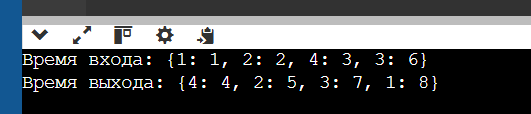 Время входа: {1: 1, 2: 2, 4: 3, 3: 6}
Время выхода: {4: 4, 2: 5, 3: 7, 1: 8}